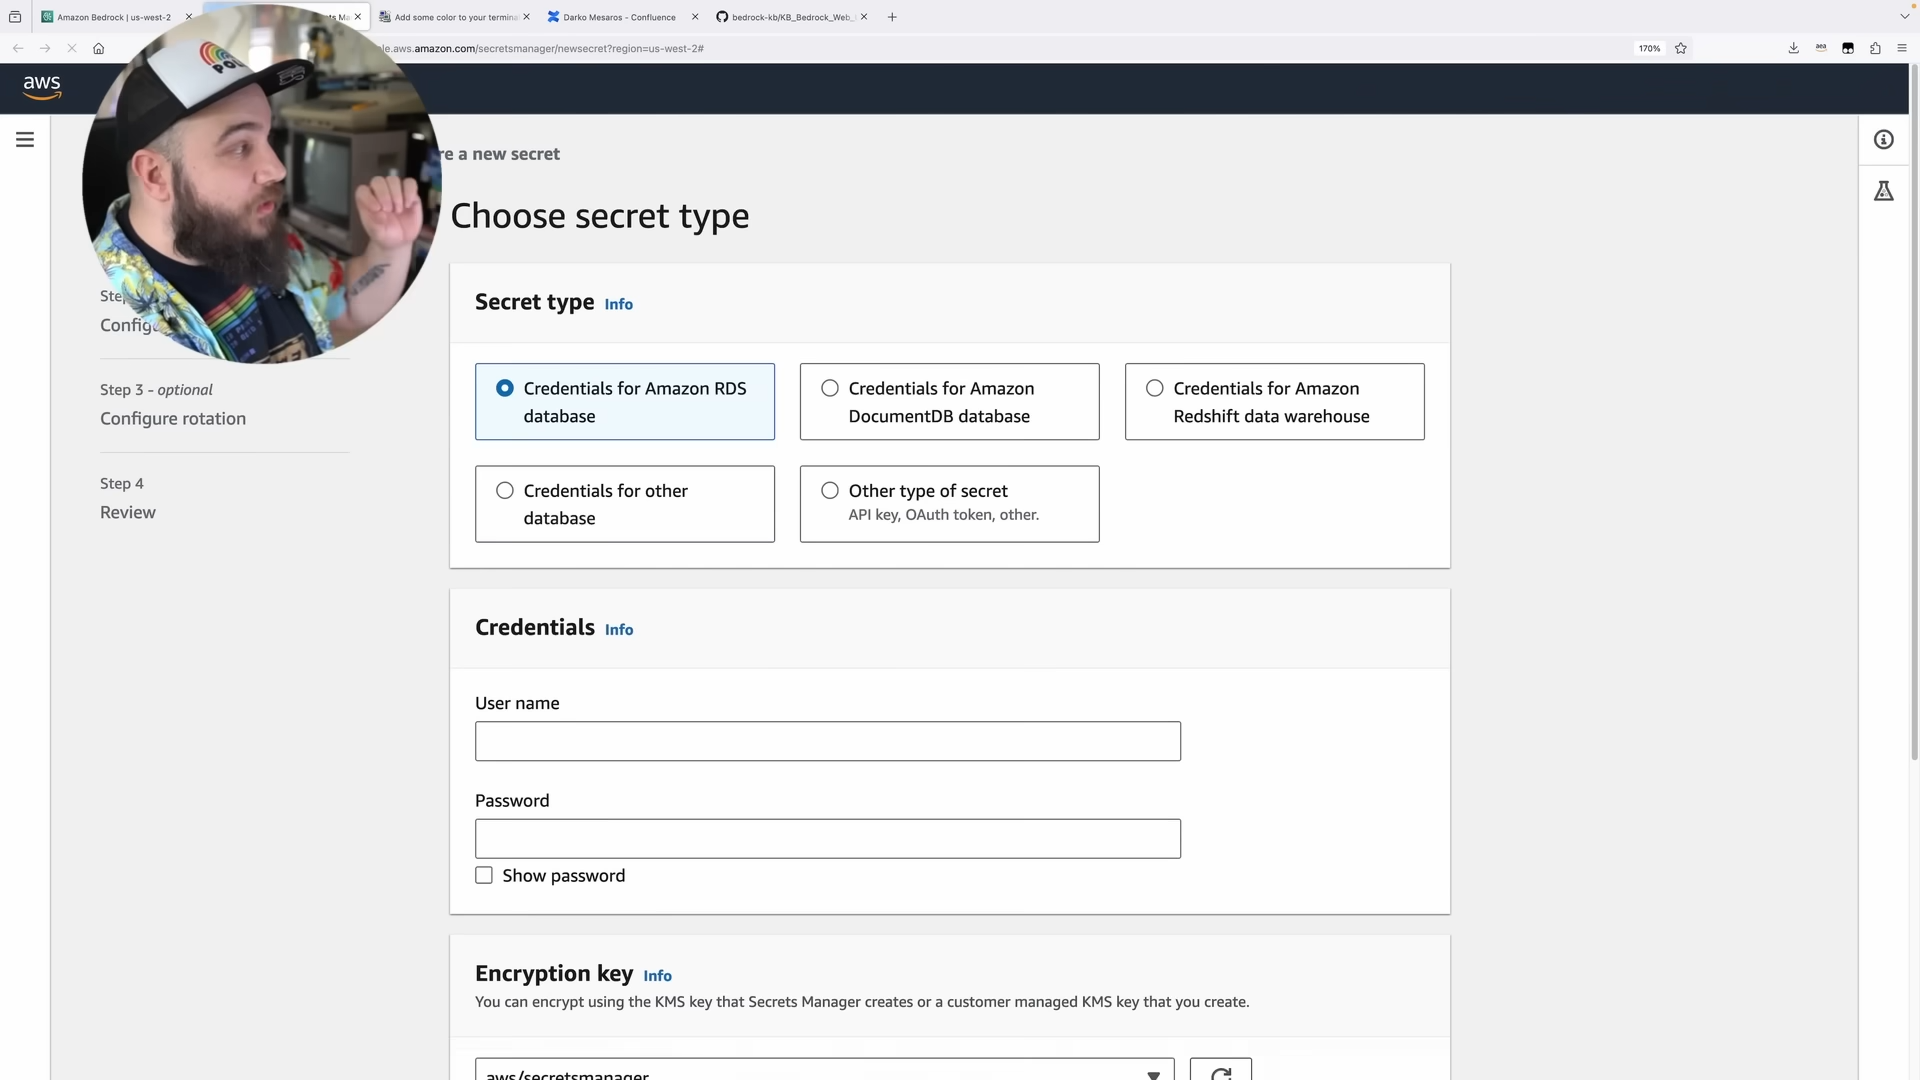 Amazon Bedrock | us-west-2
Add some color to your termina
Darko Mesaros - Confluence
bedrock-kb/KB_Bedrock_Web_
le.aws.amazon.com/secretsmanager/newsecret?region=us-west-2#
170%
aws
re a new secret
Choose secret type
Step
Config
Step 3 - optional
Configure rotation
Step 4
Review
Secret type Info
Credentials for Amazon RDS
database
Credentials for Amazon
DocumentDB database
Credentials for Amazon
Redshift data warehouse
Credentials for other
database
Other type of secret
API key, OAuth token, other.
Credentials Info
User name
Password
Show password
Encryption key Info
You can encrypt using the KMS key that Secrets Manager creates or a customer managed KMS key that you create.
aws/secretsmanager